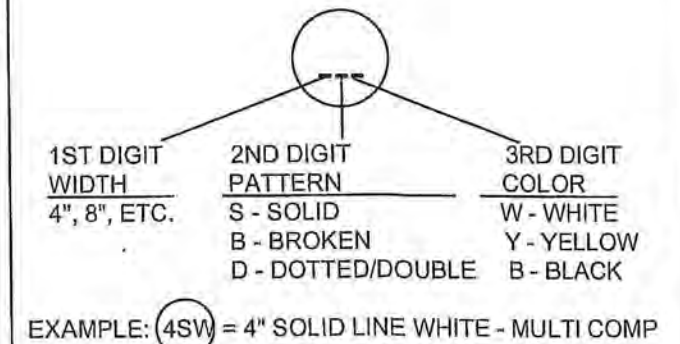 1ST DIGIT 2ND DIGIT 3RD DIGIT
WIDTH PATTERN COLOR
4", 8", ETC. S - SOLID W - WHITE
B - BROKEN Y - YELLOW
D - DOTTED/DOUBLE B - BLACK
EXAMPLE: 4SW = 4" SOLID LINE WHITE - MULTI COMP